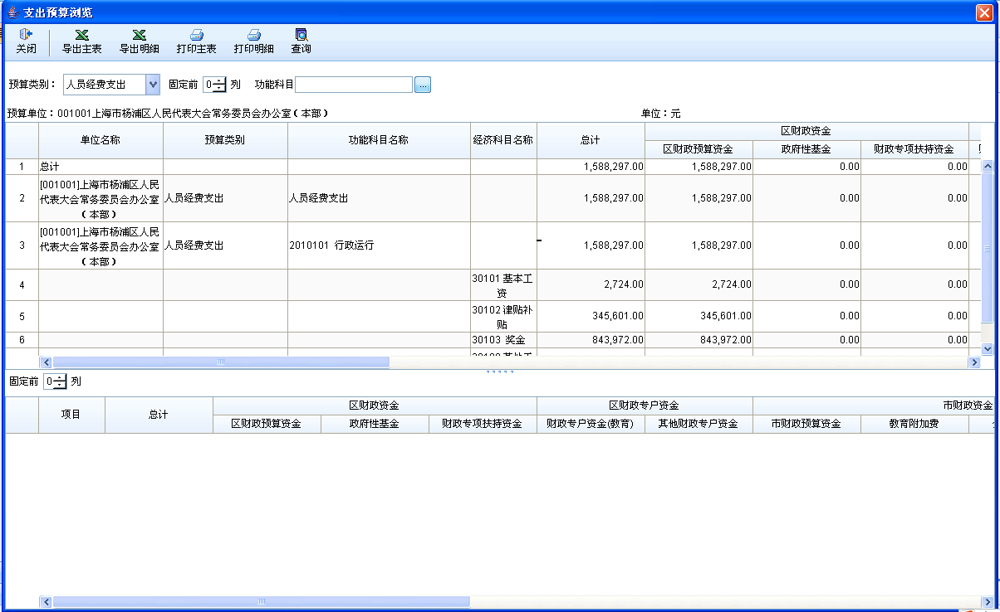 支出预算浏览
关闭 导出主表 导出明细 打印主表 打印明细 查询
预算类别： 人员经费支出 固定前 0 列 功能科目 ...
预算单位：001001上海市杨浦区人民代表大会常务委员会办公室（本部） 单位：元
单位名称 预算类别 功能科目名称 经济科目名称 总计 区财政资金
区财政预算资金 政府性基金 财政专项扶持资金
1 总计 1,588,297.00 1,588,297.00 0.00 0.00
[001001]上海市杨浦区人民
2 代表大会常务委员会办公室 人员经费支出 人员经费支出 1,588,297.00 1,588,297.00 0.00 0.00
（本部）
[001001]上海市杨浦区人民
3 代表大会常务委员会办公室 人员经费支出 2010101 行政运行 1,588,297.00 1,588,297.00 0.00 0.00
（本部）
4 30101 基本工 2,724.00 2,724.00 0.00 0.00
资
5 30102 津贴补 345,601.00 345,601.00 0.00 0.00
贴
6 30103 奖金 843,972.00 843,972.00 0.00 0.00
固定前 0 列
项目 总计 区财政资金 区财政专户资金 市财政资金
区财政预算资金 政府性基金 财政专项扶持资金 财政专户资金(教育) 其他财政专户资金 市财政预算资金 教育附加费